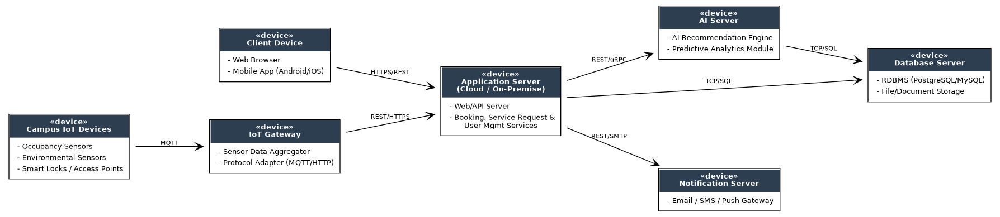 «device»
Client Device
- Web Browser
- Mobile App (Android/iOS)
«device»
Campus IoT Devices
- Occupancy Sensors
- Environmental Sensors
- Smart Locks / Access Points
MQTT
«device»
IoT Gateway
- Sensor Data Aggregator
- Protocol Adapter (MQTT/HTTP)
HTTPS/REST
REST/HTTPS
«device»
Application Server
(Cloud / On-Premise)
- Web/API Server
- Booking, Service Request &
User Mgmt Services
REST/gRPC
TCP/SQL
REST/SMTP
«device»
AI Server
- AI Recommendation Engine
- Predictive Analytics Module
TCP/SQL
«device»
Notification Server
- Email / SMS / Push Gateway
«device»
Database Server
- RDBMS (PostgreSQL/MySQL)
- File/Document Storage